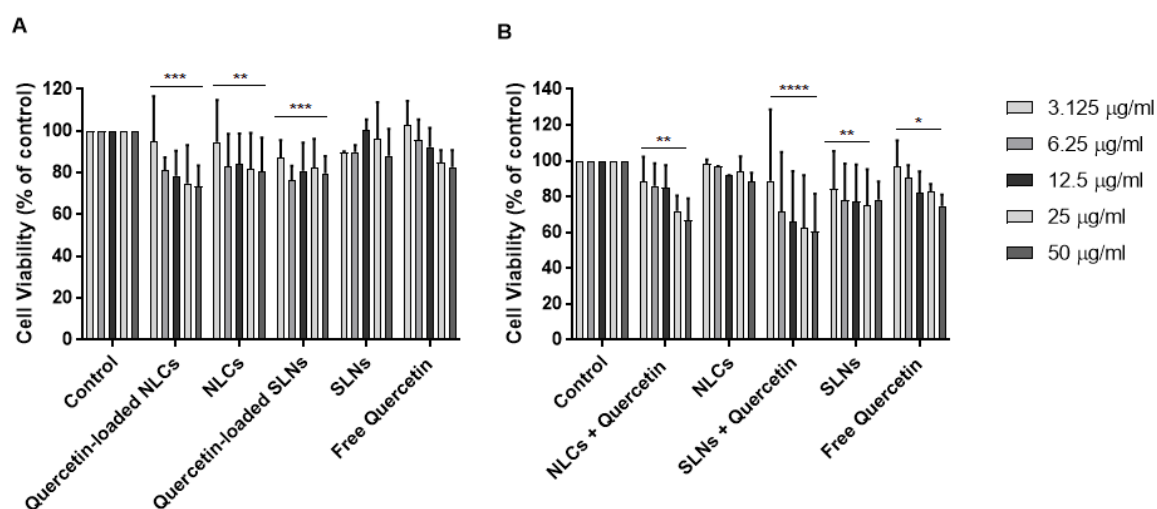 A
Cell Viability (% of control)
120
100
80
60
40
20
0
***
**
***
Control
Quercetin-loaded NLCs
NLCs
Quercetin-loaded SLNs
SLNs
Free Quercetin
B
Cell Viability (% of control)
140
120
100
80
60
40
20
0
**
****
**
*
Control
NLCs + Quercetin
NLCs
SLNs + Quercetin
SLNs
Free Quercetin
3.125 µg/ml
6.25 µg/ml
12.5 µg/ml
25 µg/ml
50 µg/ml